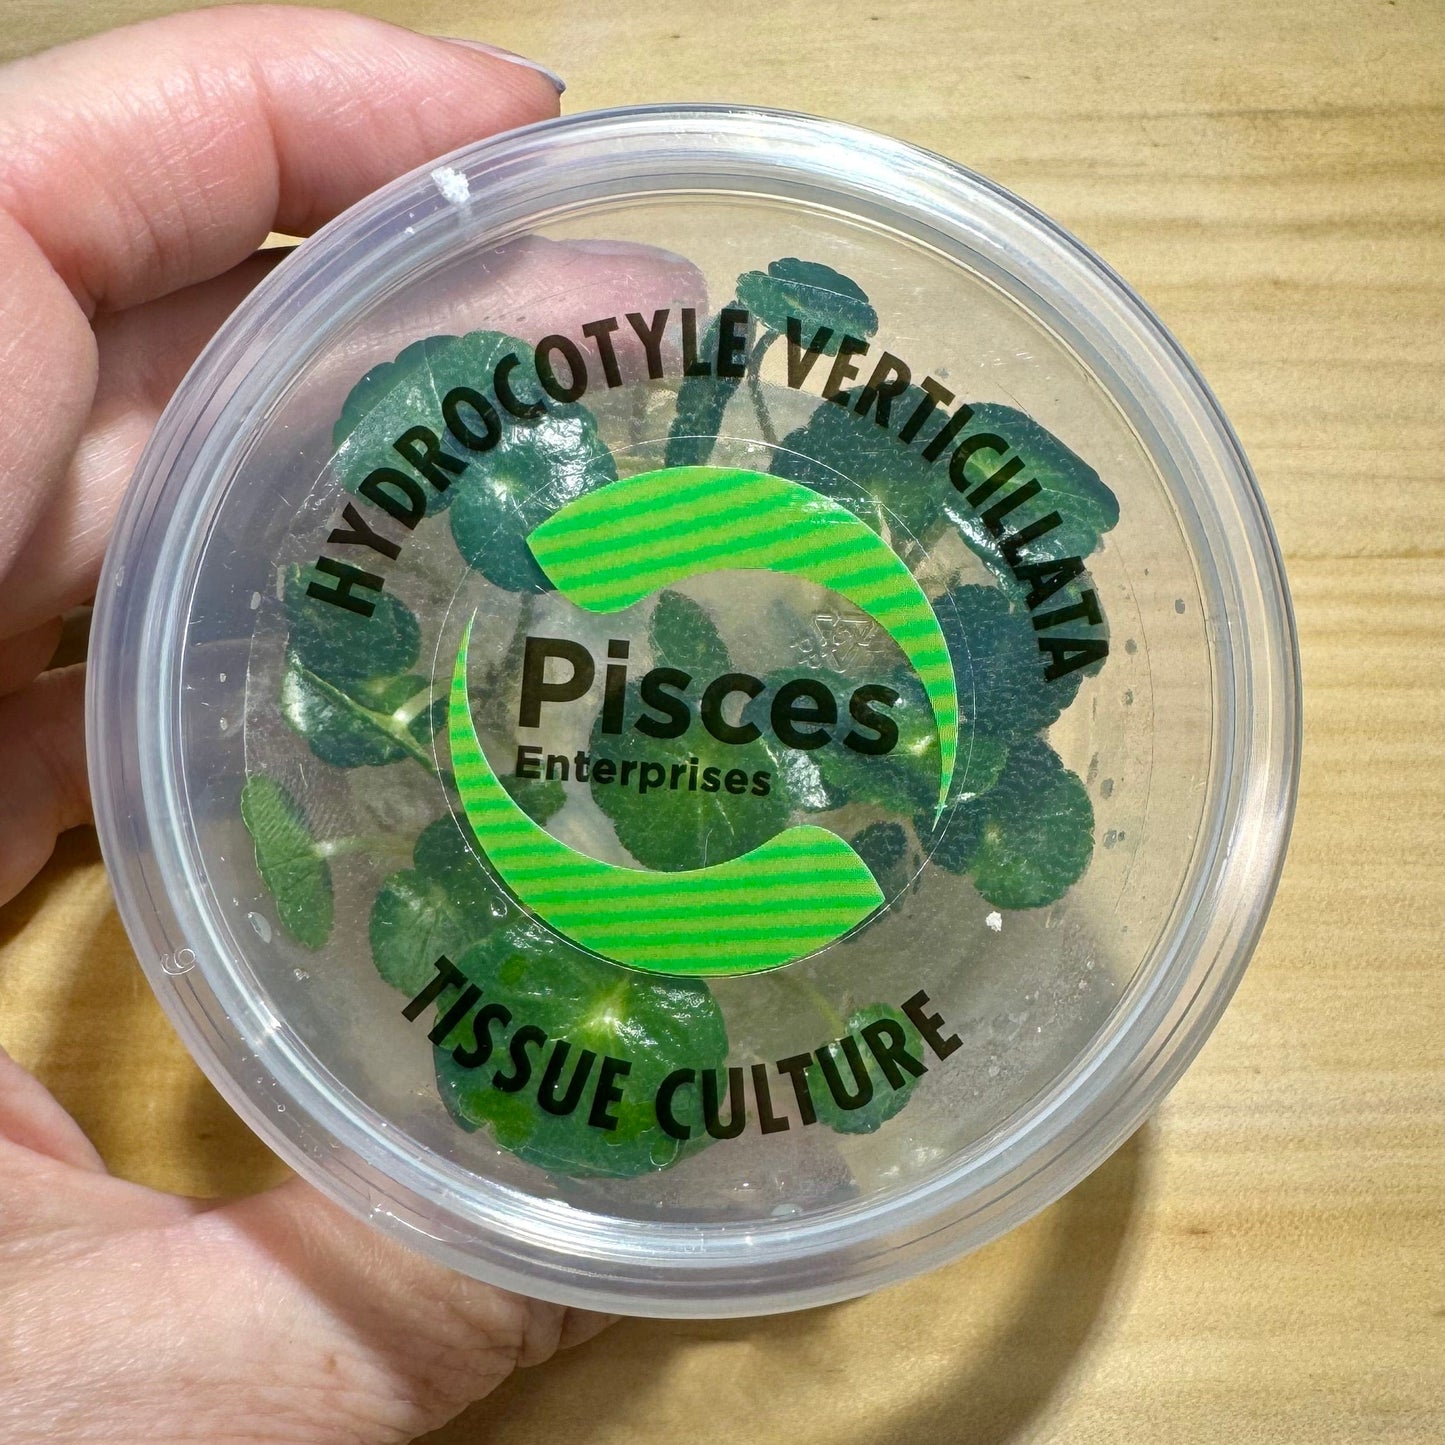 HYDROCOTYLE VERTICILLATA
Pisces
Enterprises
TISSUE CULTURE